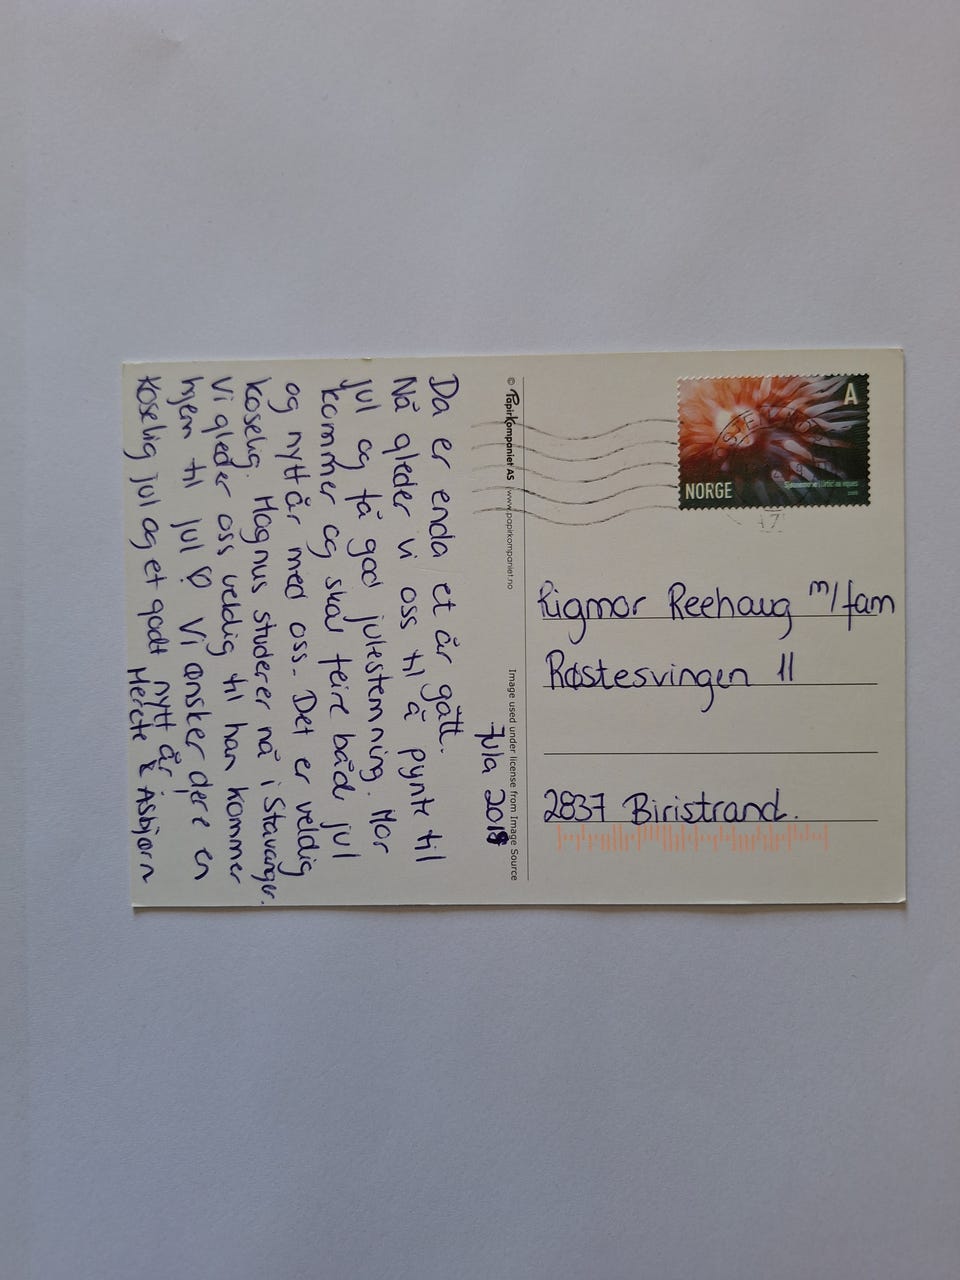 Jula 2018
Da er enda et år gått.
Nå gleder vi oss til å pynte til
jul og få god julestemning. Mor
kommer og skal feire både jul
og nytt år med oss. Det er veldig
koselig. Magnus studerer nå i Stavanger.
Vi gleder oss veldig til han kommer
hjem til jul ♡ Vi ønsker dere en
koselig jul og et godt nytt år!
Merete & Asbjørn
© Papirkompaniet AS | www.papirkompaniet.no
Image used under license from Image Source
A
NORGE
Rigmor Reehaug m/fam
Røstesvingen 11
2837 Biristrand.